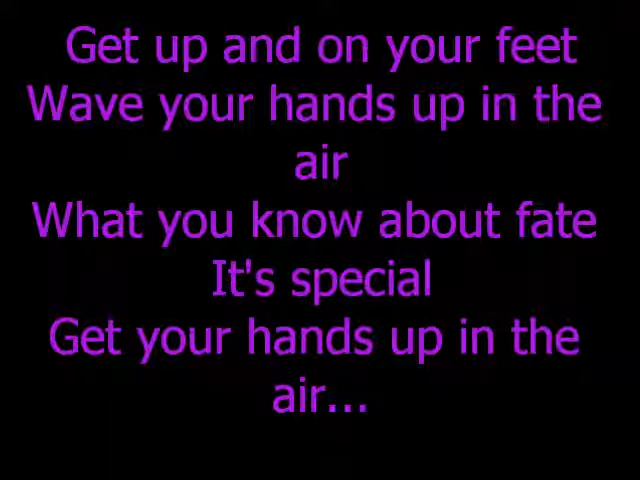 Get up and on your feet
Wave your hands up in the
air
What you know about fate
It's special
Get your hands up in the
air...